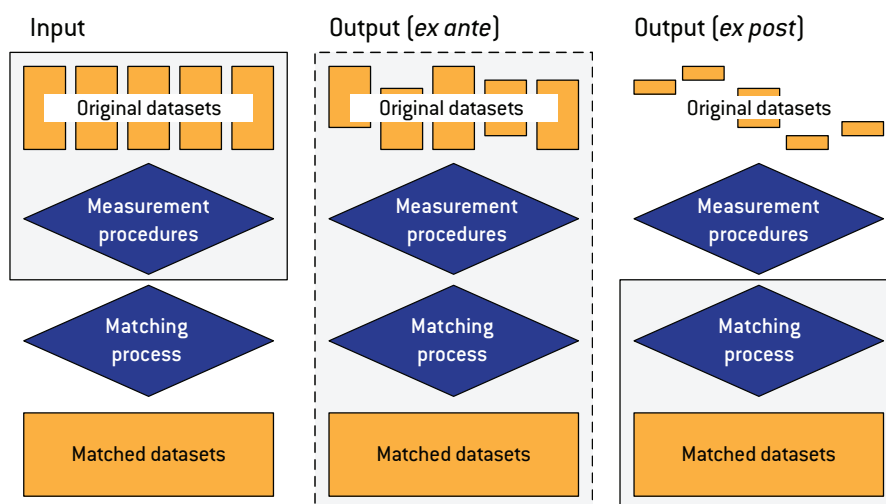 Input
Original datasets
Measurement
procedures
Matching
process
Matched datasets
Output (ex ante)
Original datasets
Measurement
procedures
Matching
process
Matched datasets
Output (ex post)
Original datasets
Measurement
procedures
Matching
process
Matched datasets